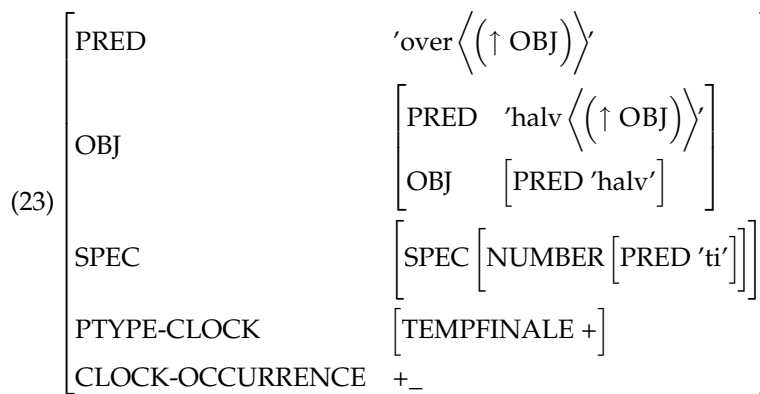 PRED 'over ⟨(↑ OBJ)⟩'
PRED 'halv ⟨(↑ OBJ)⟩'
OBJ
OBJ [PRED 'halv']
(23)
SPEC [SPEC [NUMBER [PRED 'ti']]]
PTYPE-CLOCK [TEMPFINALE +]
CLOCK-OCCURRENCE +_